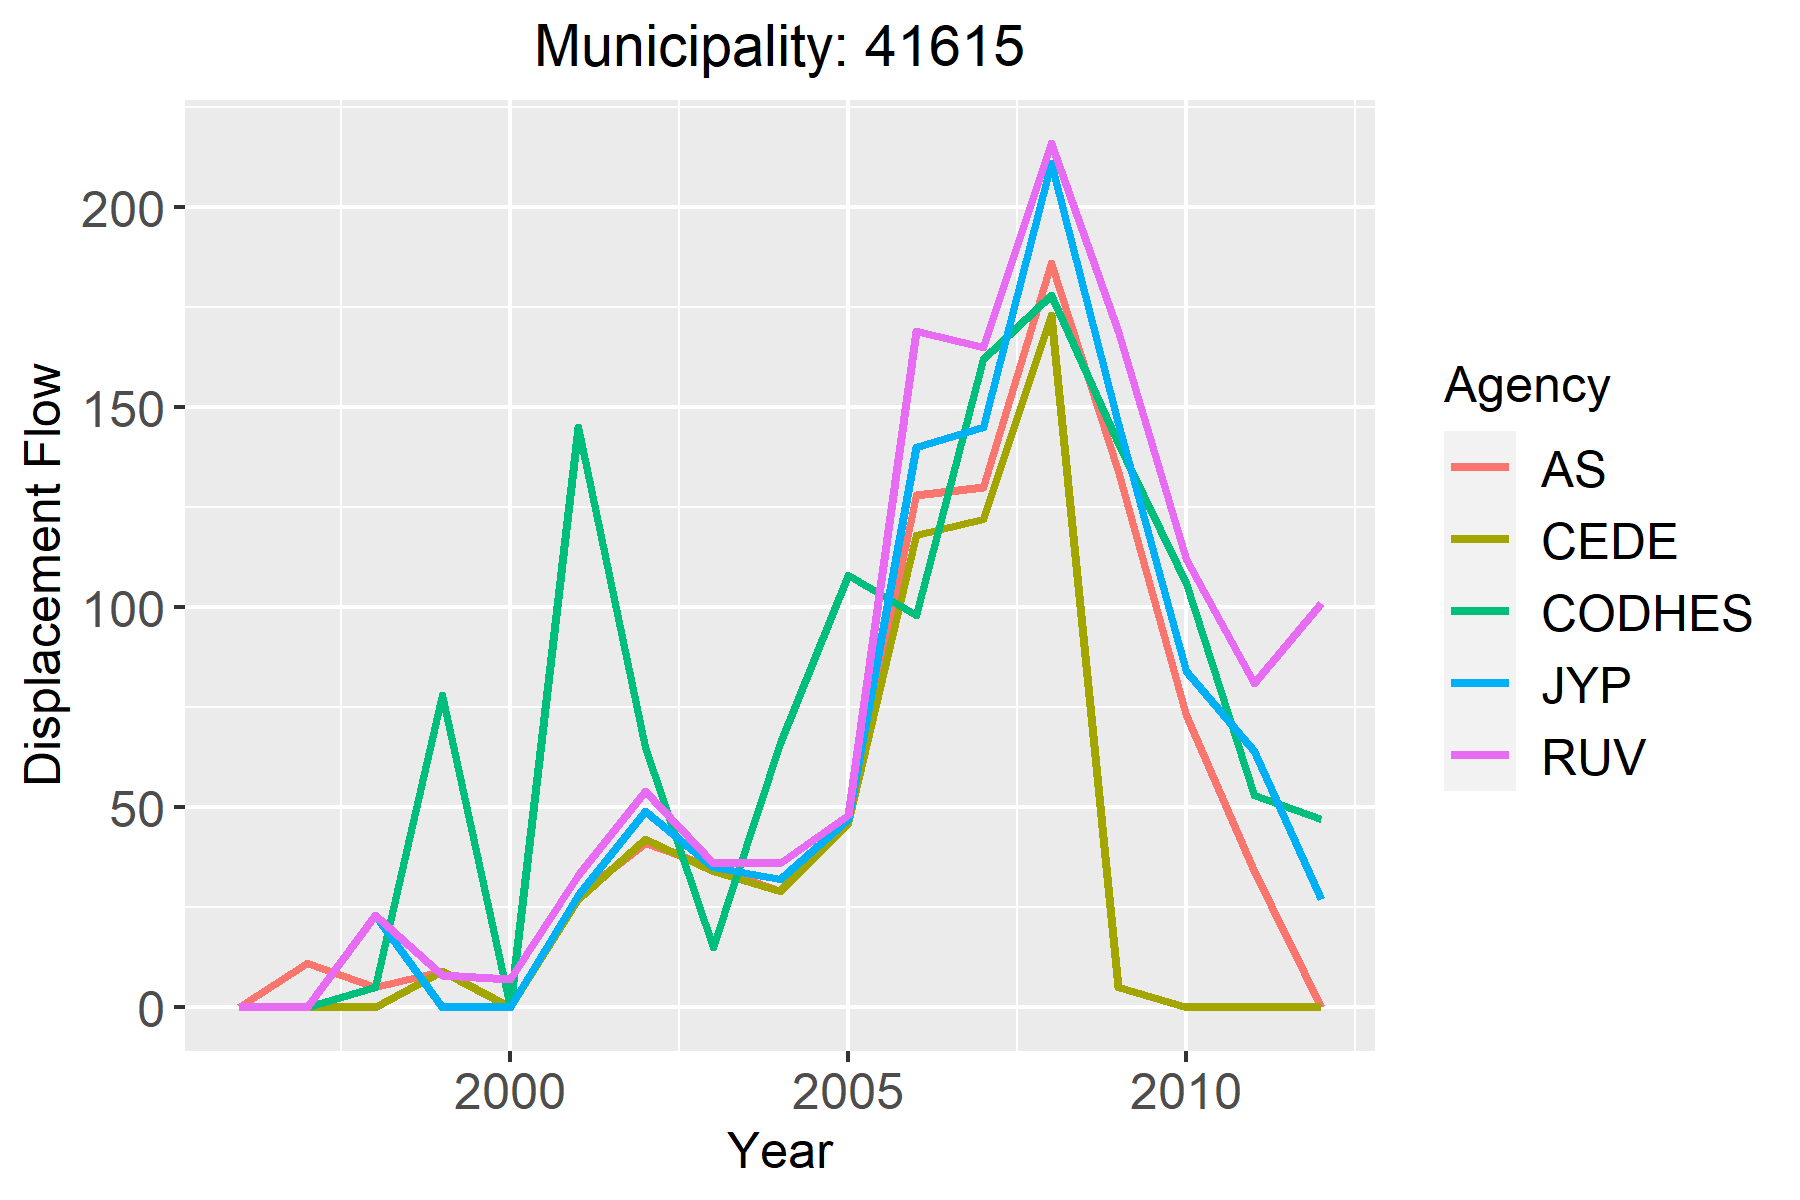 Municipality: 41615
Displacement Flow
200
150
100
50
0
2000 2005 2010
Year
Agency
AS
CEDE
CODHES
JYP
RUV